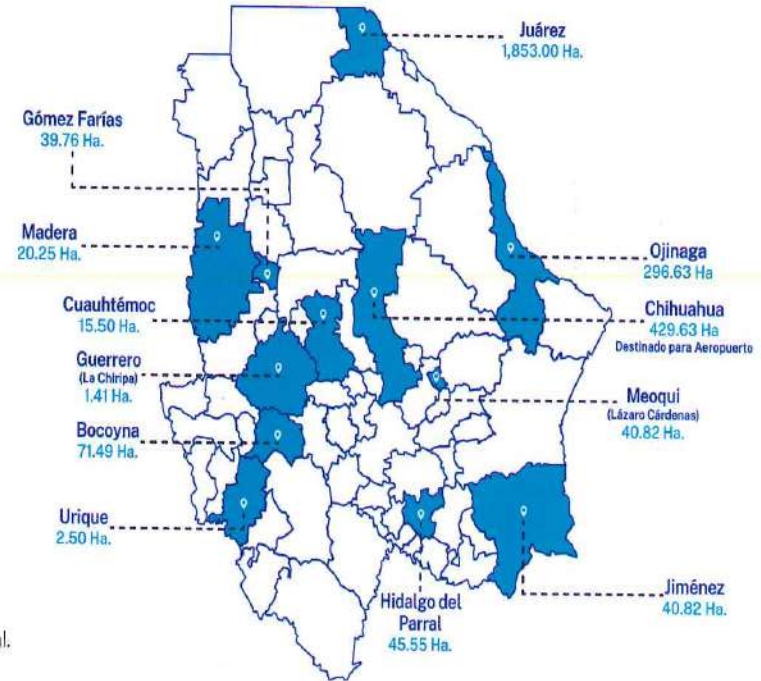 Juárez
1,853.00 Ha.
Gómez Farías
39.76 Ha.
Madera
20.25 Ha.
Cuauhtémoc
15.50 Ha.
Guerrero
(La Chiripa)
1.41 Ha.
Bocoyna
71.49 Ha.
Urique
2.50 Ha.
Ojinaga
296.63 Ha
Chihuahua
429.63 Ha
Destinado para Aeropuerto
Meoqui
(Lázaro Cárdenas)
40.82 Ha.
Jiménez
40.82 Ha.
Hidalgo del
Parral
45.55 Ha.